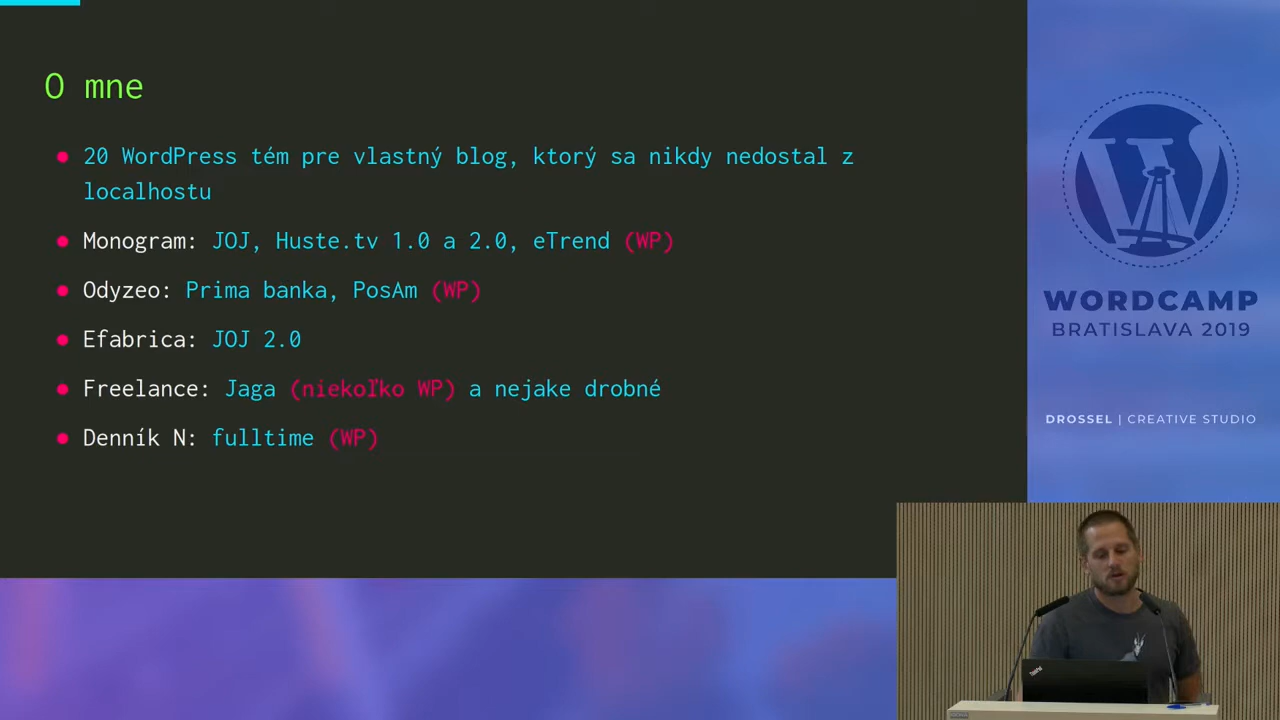 O mne
20 WordPress tém pre vlastný blog, ktorý sa nikdy nedostal z
localhostu
Monogram: JOJ, Huste.tv 1.0 a 2.0, eTrend (WP)
Odyzeo: Prima banka, PosAm (WP)
Efabrica: JOJ 2.0
Freelance: Jaga (niekoľko WP) a nejake drobné
Denník N: fulltime (WP)
WORDCAMP
BRATISLAVA 2019
DROSSEL | CREATIVE STUDIO